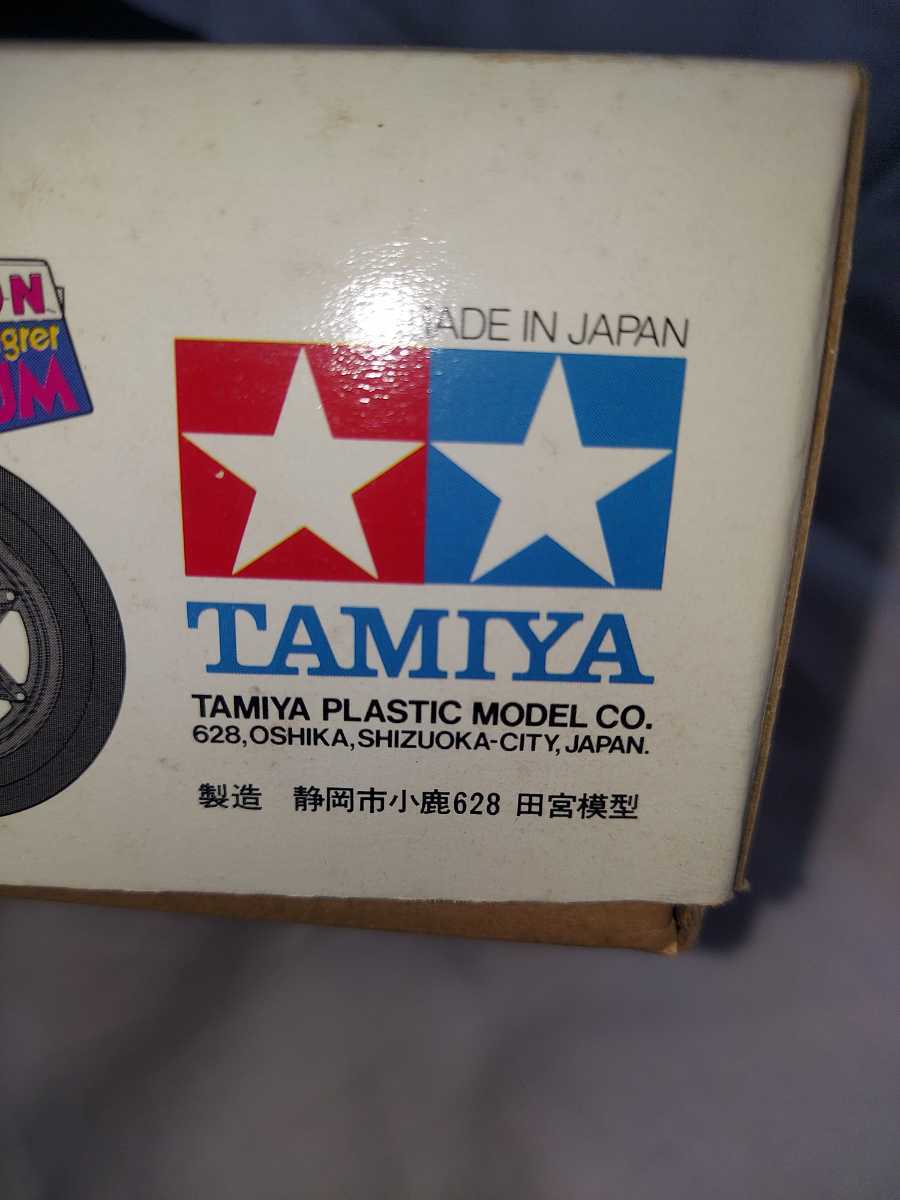 MADE IN JAPAN
TAMIYA
TAMIYA PLASTIC MODEL CO.
628, OSHIKA, SHIZUOKA-CITY, JAPAN.
製造 静岡市小鹿628 田宮模型